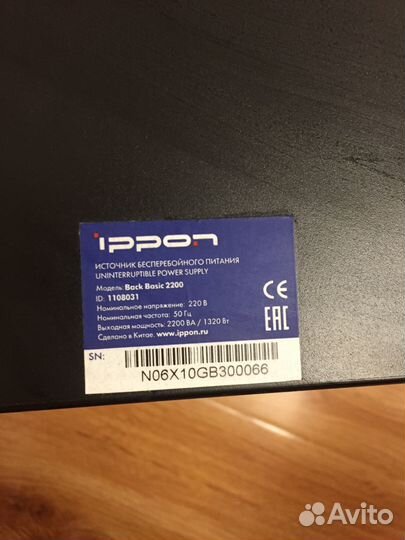 ippon
ИСТОЧНИК БЕСПЕРЕБОЙНОГО ПИТАНИЯ
UNINTERRUPTIBLE POWER SUPPLY
Модель: Back Basic 2200
ID: 1108031
Номинальное напряжение: 220 В
Номинальная частота: 50 Гц
Выходная мощность: 2200 ВА / 1320 Вт
Сделано в Китае. www.ippon.ru
CE
EAC
SN:
N06X10GB300066
Avito